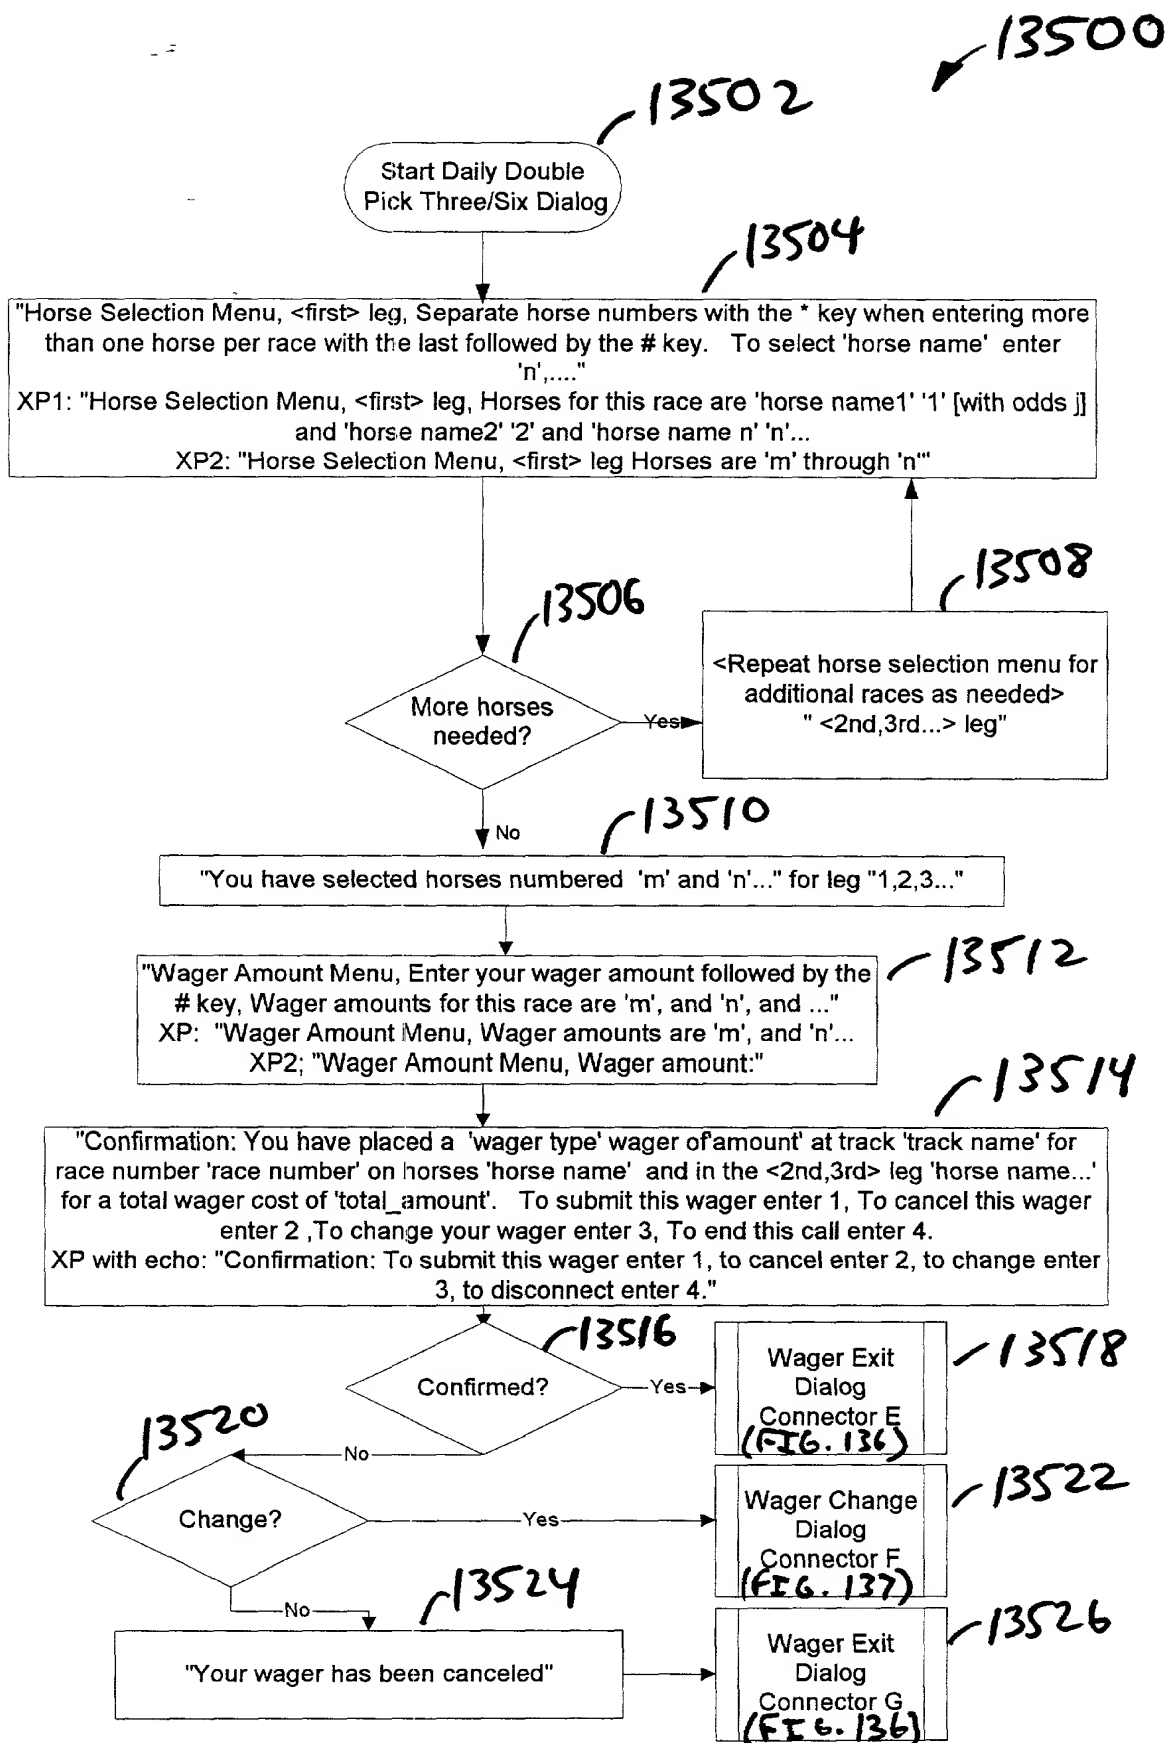 13500
13502
Start Daily Double
Pick Three/Six Dialog
13504
"Horse Selection Menu, <first> leg, Separate horse numbers with the * key when entering more
than one horse per race with the last followed by the # key. To select 'horse name' enter
'n',...."
XP1: "Horse Selection Menu, <first> leg, Horses for this race are 'horse name1' '1' [with odds j]
and 'horse name2' '2' and 'horse name n' 'n'...
XP2: "Horse Selection Menu, <first> leg Horses are 'm' through 'n'"
13506
13508
More horses
needed?
Yes
<Repeat horse selection menu for
additional races as needed>
" <2nd,3rd...> leg"
No
13510
"You have selected horses numbered 'm' and 'n'..." for leg "1,2,3..."
13512
"Wager Amount Menu, Enter your wager amount followed by the
# key, Wager amounts for this race are 'm', and 'n', and ..."
XP: "Wager Amount Menu, Wager amounts are 'm', and 'n'...
XP2; "Wager Amount Menu, Wager amount:"
13514
"Confirmation: You have placed a 'wager type' wager of'amount' at track 'track name' for
race number 'race number' on horses 'horse name' and in the <2nd,3rd> leg 'horse name...'
for a total wager cost of 'total_amount'. To submit this wager enter 1, To cancel this wager
enter 2 ,To change your wager enter 3, To end this call enter 4.
XP with echo: "Confirmation: To submit this wager enter 1, to cancel enter 2, to change enter
3, to disconnect enter 4."
13516
Confirmed?
Yes
Wager Exit
Dialog
Connector E
(FIG. 136)
13518
No
13520
Change?
Yes
Wager Change
Dialog
Connector F
(FIG. 137)
13522
No
13524
"Your wager has been canceled"
Wager Exit
Dialog
Connector G
(FIG. 136)
13526